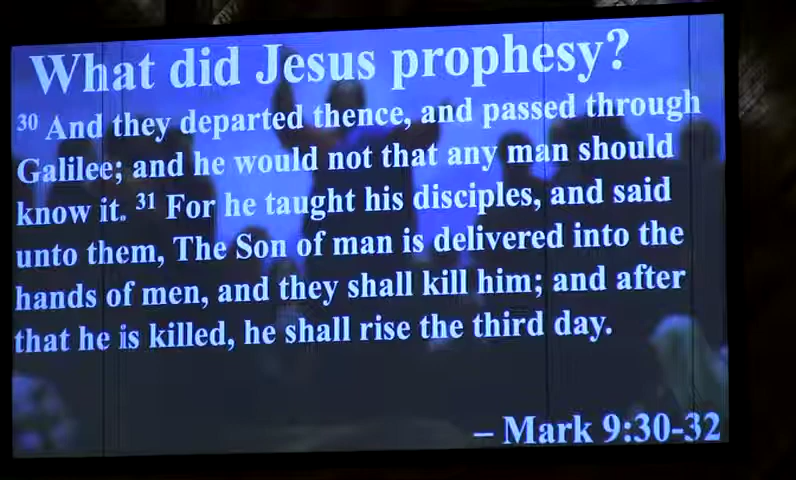 What did Jesus prophesy?
30 And they departed thence, and passed through
Galilee; and he would not that any man should
know it. 31 For he taught his disciples, and said
unto them, The Son of man is delivered into the
hands of men, and they shall kill him; and after
that he is killed, he shall rise the third day.
– Mark 9:30-32